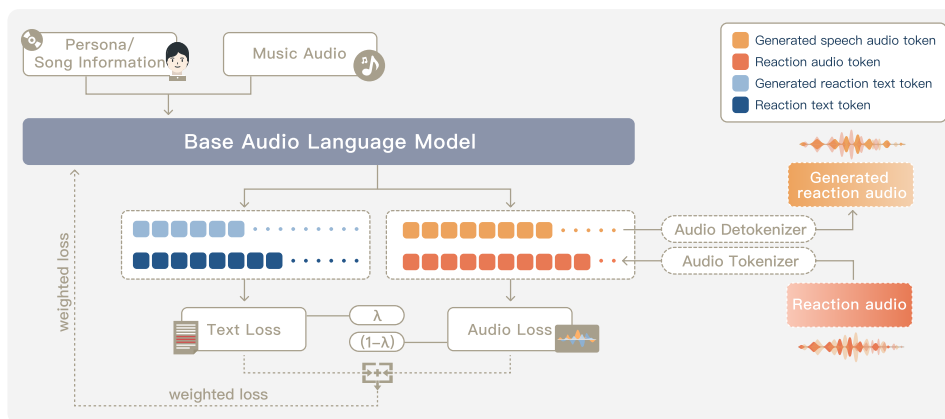 Persona/
Song Information
Music Audio
Generated speech audio token
Reaction audio token
Generated reaction text token
Reaction text token
Base Audio Language Model
Generated
reaction audio
Audio Detokenizer
Audio Tokenizer
Reaction audio
weighted loss
Text Loss
λ
(1–λ)
Audio Loss
weighted loss